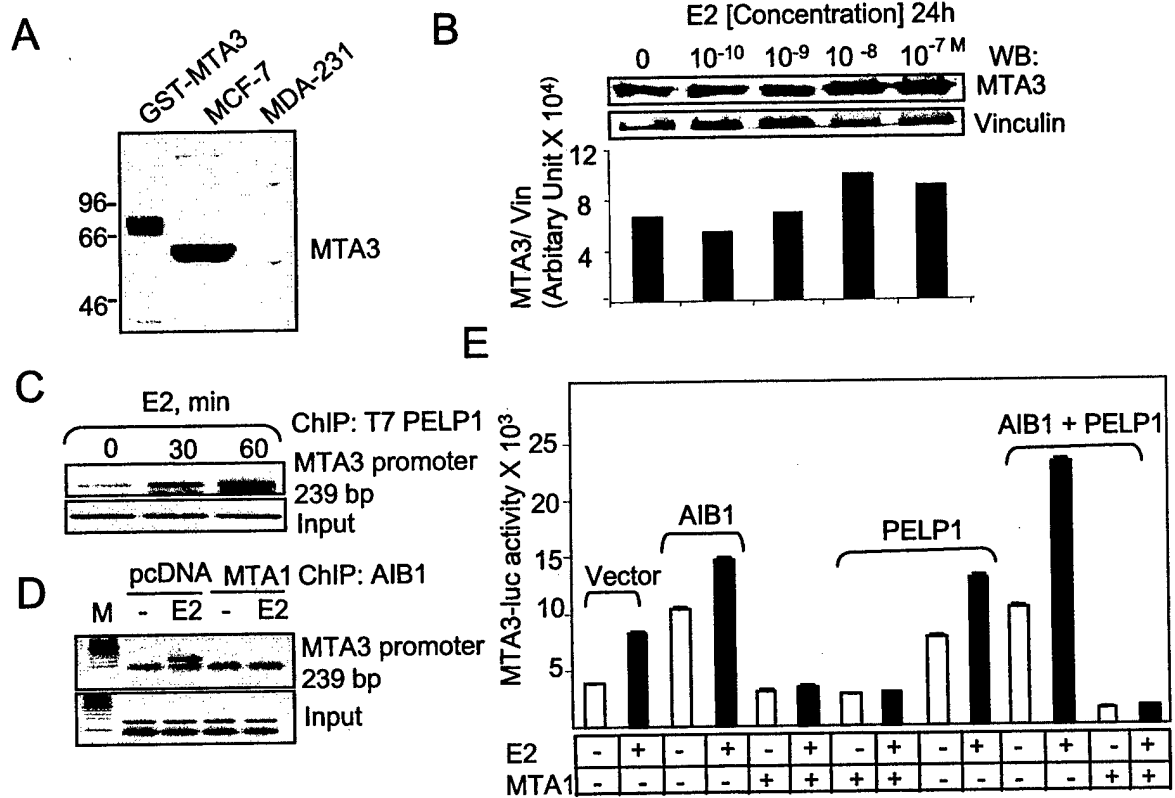 A
GST-MTA3
MCF-7
MDA-231
96-
66-
46-
MTA3
B
E2 [Concentration] 24h
0 10-10 10-9 10 -8 10-7 M WB:
MTA3
Vinculin
MTA3/ Vin
(Arbitary Unit X 10⁴)
12
8
4
C
E2, min
0 30 60
ChIP: T7 PELP1
MTA3 promoter
239 bp
Input
D
pcDNA MTA1 ChIP: AIB1
M - E2 - E2
MTA3 promoter
239 bp
Input
E
MTA3-luc activity X 10³
25
20
15
10
5
Vector
AIB1
PELP1
AIB1 + PELP1
E2 - + - + - + - + - + - + - +
MTA1 - - - - + + + + - - - - + +